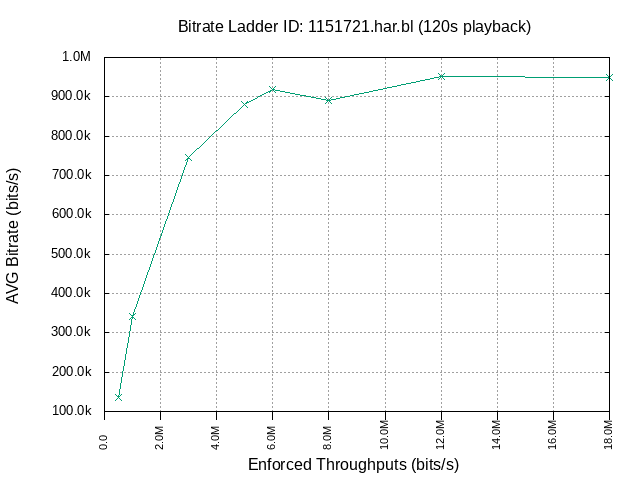 Bitrate Ladder ID: 1151721.har.bl (120s playback)
1.0M
900.0k
800.0k
700.0k
600.0k
500.0k
400.0k
300.0k
200.0k
100.0k
AVG Bitrate (bits/s)
0.0
2.0M
4.0M
6.0M
8.0M
10.0M
12.0M
14.0M
16.0M
18.0M
Enforced Throughputs (bits/s)